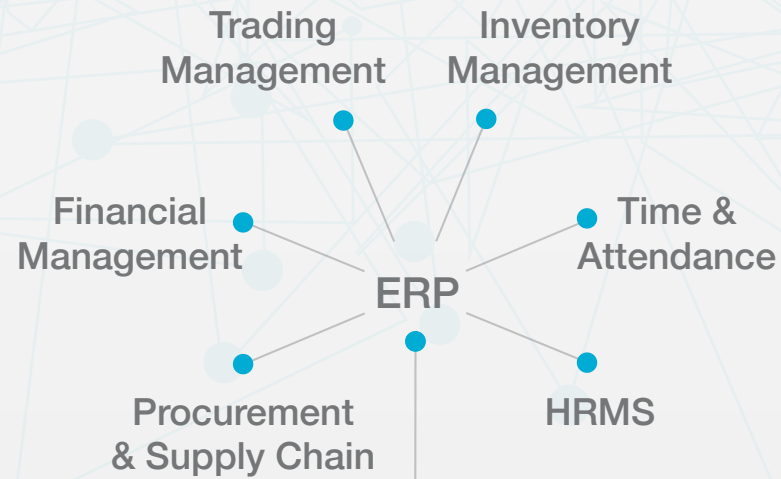 Trading
Management
Inventory
Management
Financial
Management
Time &
Attendance
ERP
Procurement
& Supply Chain
HRMS